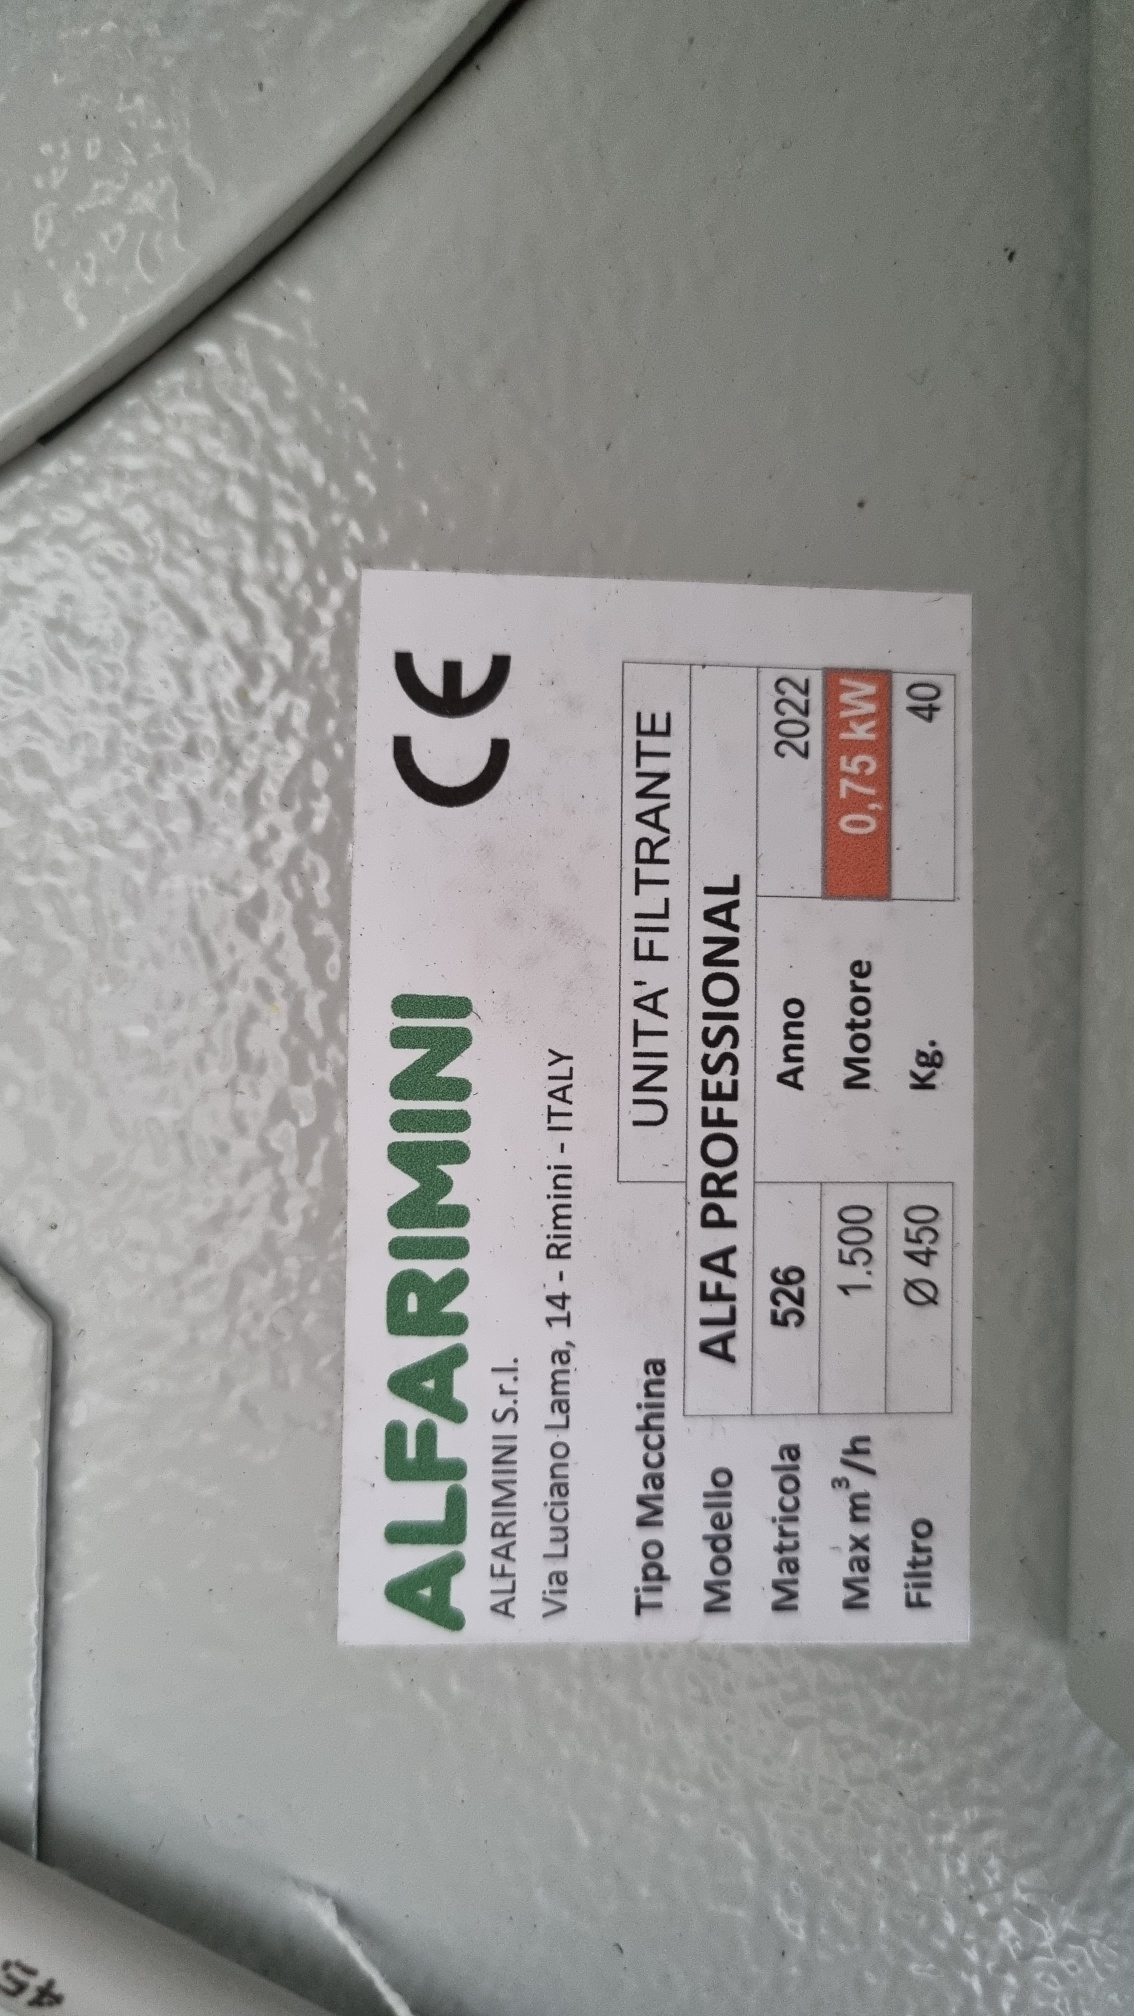 ALFARIMINI CE
ALFARIMINI S.r.l.
Via Luciano Lama, 14 - Rimini - ITALY
Tipo Macchina UNITA' FILTRANTE
Modello ALFA PROFESSIONAL
Matricola 526 Anno 2022
Max m³/h 1.500 Motore 0,75 kW
Filtro Ø 450 Kg. 40
45